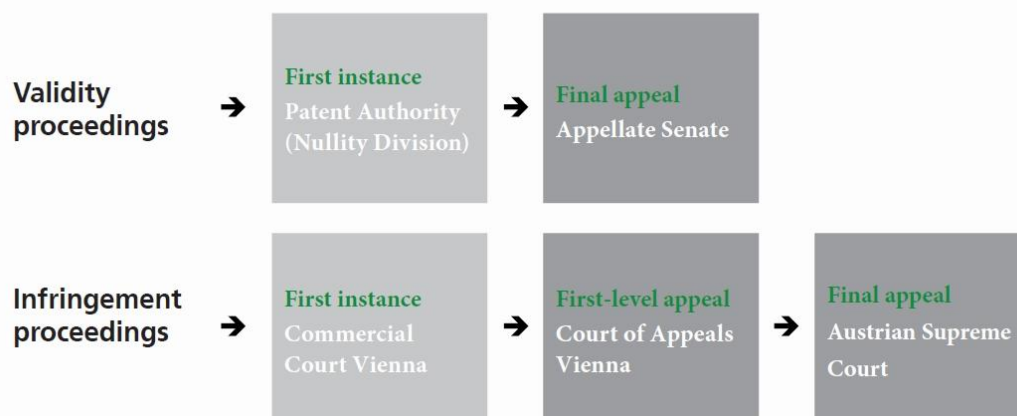 Validity
proceedings
➔
First instance
Patent Authority
(Nullity Division)
➔
Final appeal
Appellate Senate
Infringement
proceedings
➔
First instance
Commercial
Court Vienna
➔
First-level appeal
Court of Appeals
Vienna
➔
Final appeal
Austrian Supreme
Court